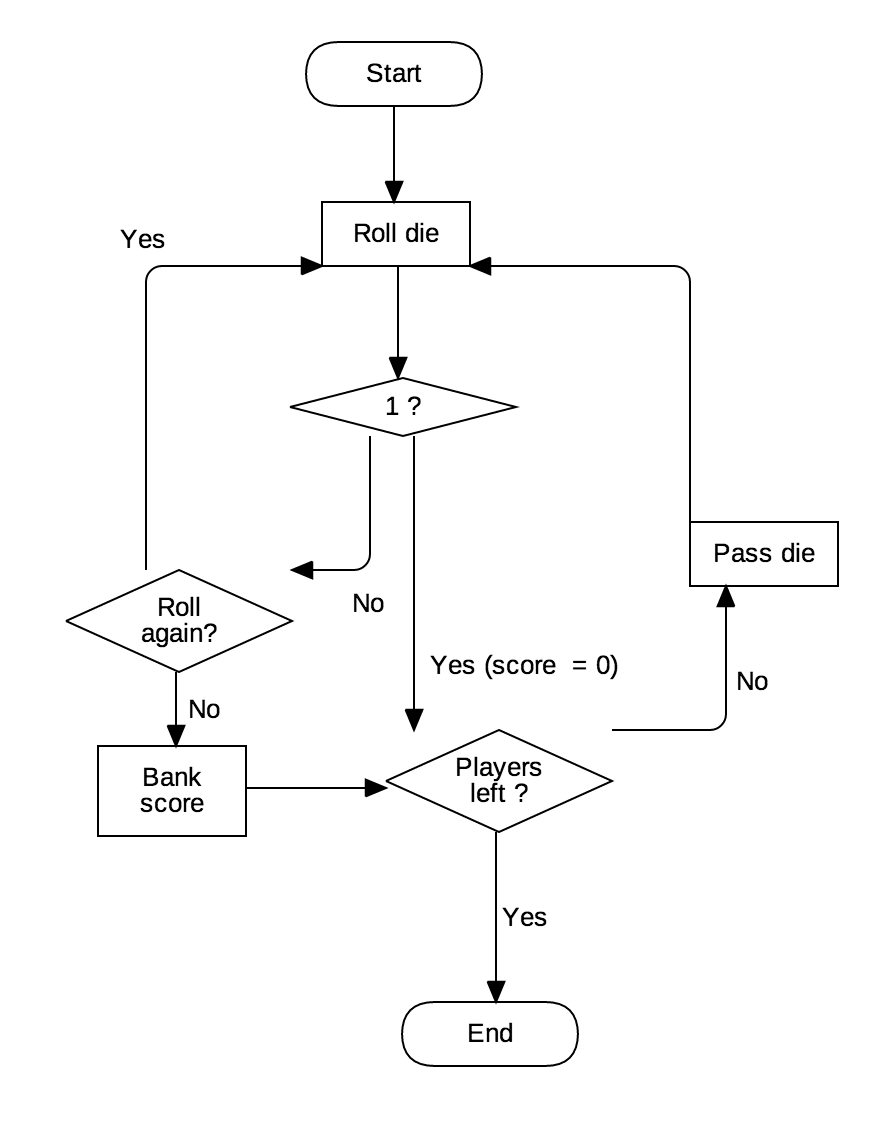 Start
Roll die
Yes
1 ?
Pass die
No
Roll
again?
Yes (score = 0)
No
No
Players
left ?
Bank
score
Yes
End